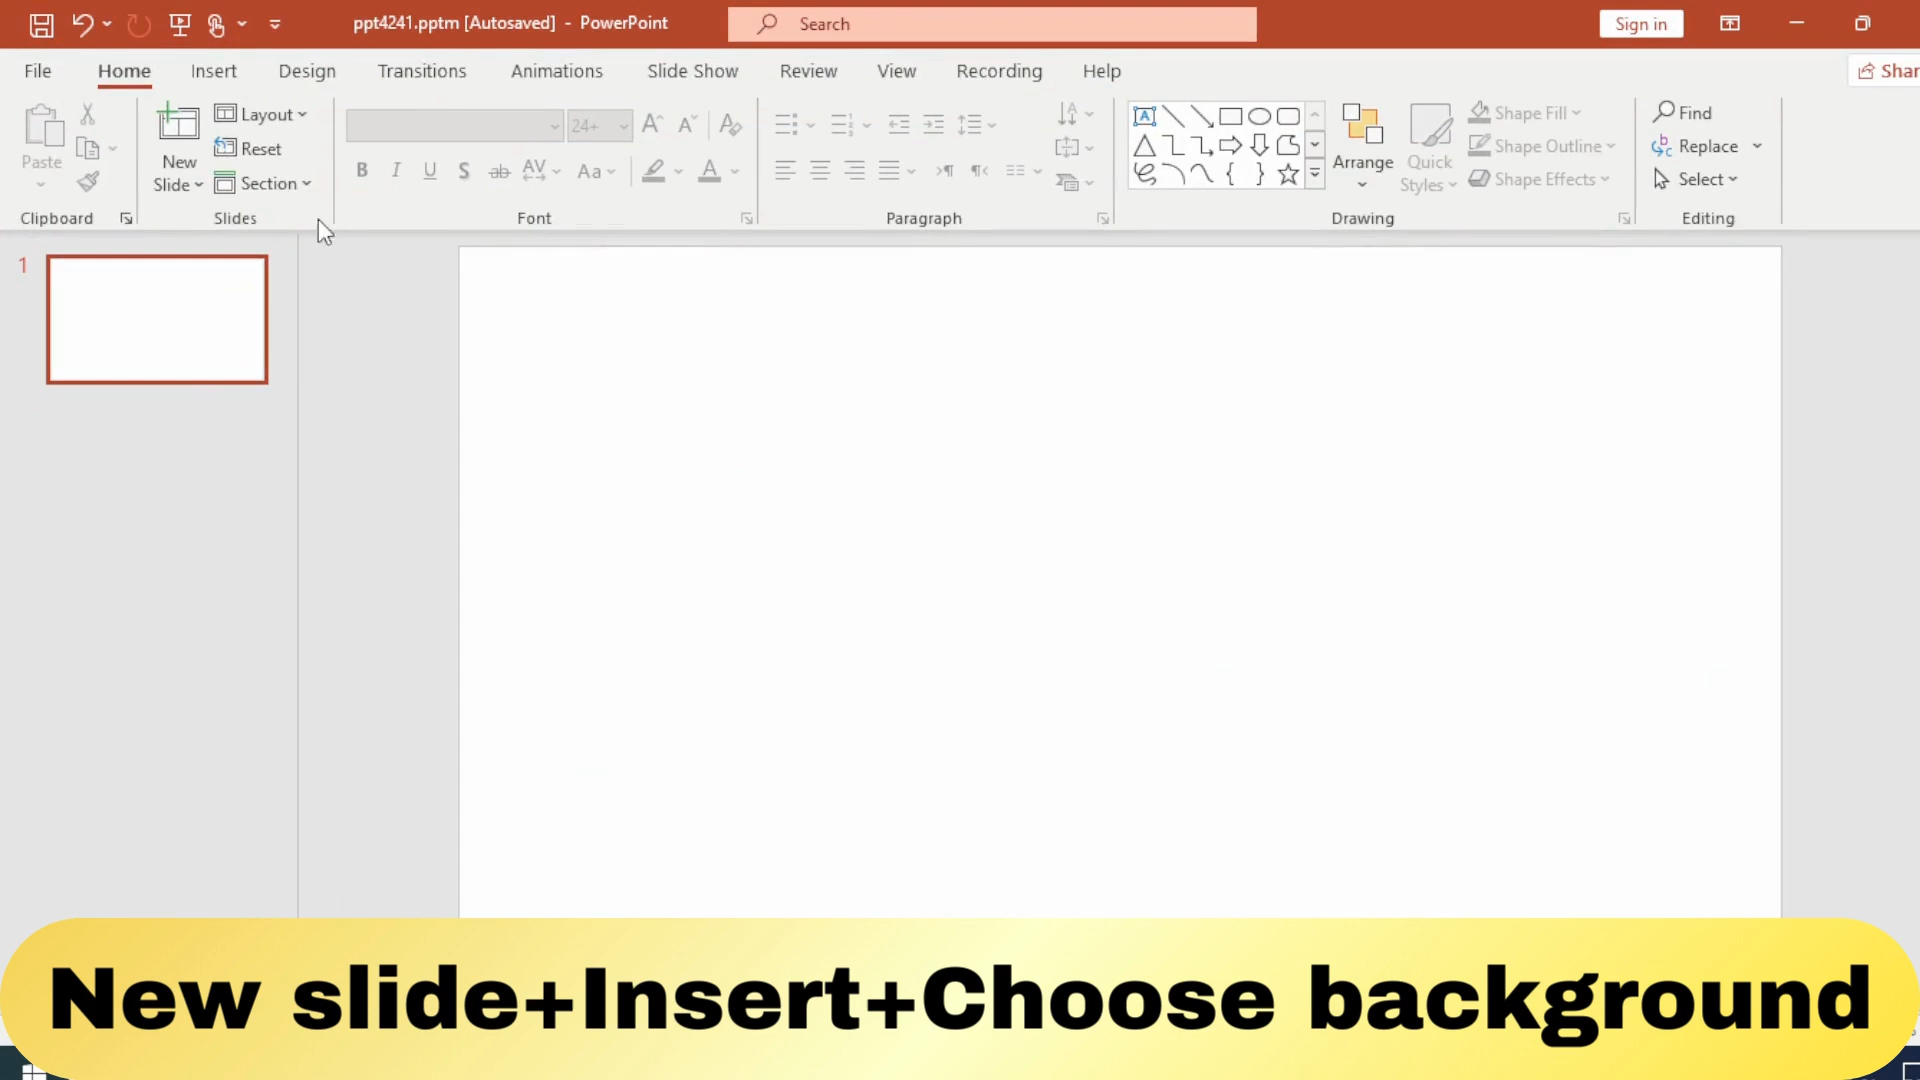 ppt4241.pptm [Autosaved] - PowerPoint
Search
Sign in
File
Home
Insert
Design
Transitions
Animations
Slide Show
Review
View
Recording
Help
Paste
Clipboard
New
Slide
Layout
Reset
Section
Slides
24+
Font
Paragraph
Arrange
Quick
Styles
Shape Fill
Shape Outline
Shape Effects
Drawing
Find
Replace
Select
Editing
1
New slide+Insert+Choose background